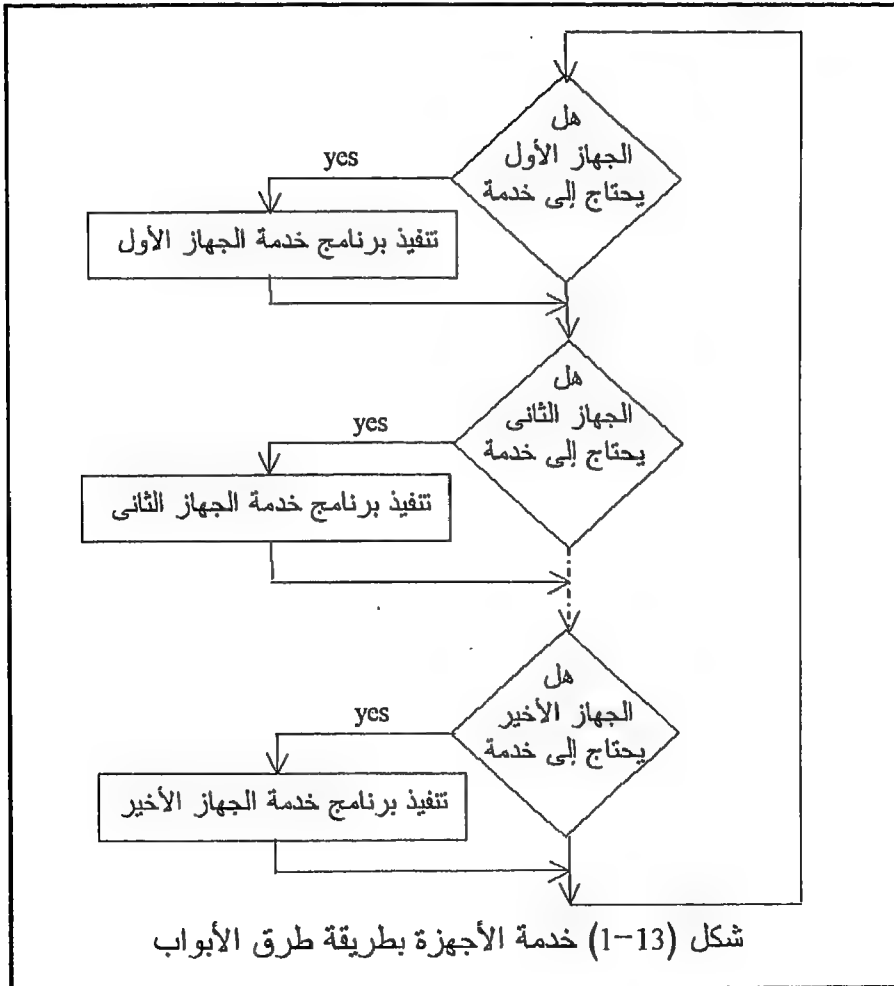 هل
الجهاز الأول
يحتاج إلى خدمة
yes
تنفيذ برنامج خدمة الجهاز الأول
هل
الجهاز الثانى
يحتاج إلى خدمة
yes
تنفيذ برنامج خدمة الجهاز الثانى
هل
الجهاز الأخير
يحتاج إلى خدمة
yes
تنفيذ برنامج خدمة الجهاز الأخير
شكل (13-1) خدمة الأجهزة بطريقة طرق الأبواب